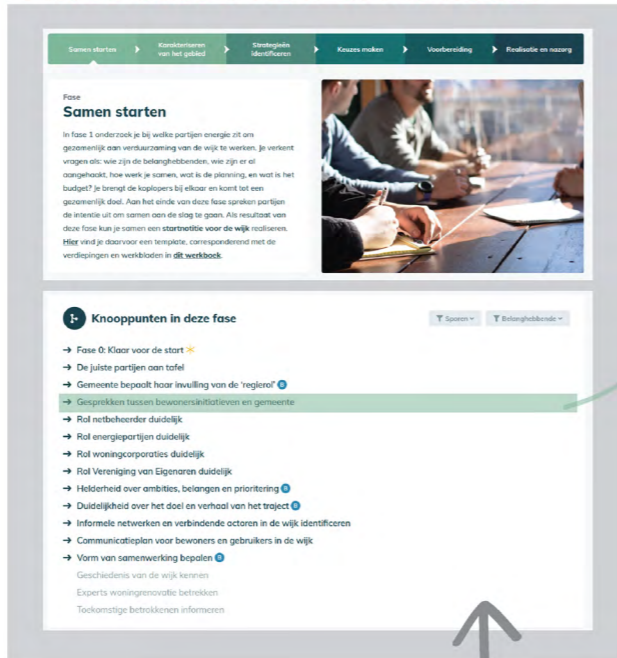 Samen starten
Karakteriseren
van het gebied
Strategieën
identificeren
Keuzes maken
Voorbereiding
Realisatie en nazorg
Fase
Samen starten
In fase 1 onderzoek je bij welke partijen energie zit om
gezamenlijk aan verduurzaming van de wijk te werken. Je verkent
vragen als: wie zijn de belanghebbenden, wie zijn er al
aangehaakt, hoe werk je samen, wat is de planning, en wat is het
budget? Je brengt de koplopers bij elkaar en komt tot een
gezamenlijk doel. Aan het einde van deze fase spreken partijen
de intentie uit om samen aan de slag te gaan. Als resultaat van
deze fase kun je samen een startnotitie voor de wijk realiseren.
Hier vind je daarvoor een template, corresponderend met de
verdiepingen en werkbladen in dit werkboek.
Knooppunten in deze fase
Sporen
Belanghebbende
→ Fase 0: Klaar voor de start
→ De juiste partijen aan tafel
→ Gemeente bepaalt haar invulling van de 'regierol' B
→ Gesprekken tussen bewonersinitiatieven en gemeente
→ Rol netbeheerder duidelijk
→ Rol energiepartijen duidelijk
→ Rol woningcorporaties duidelijk
→ Rol Vereniging van Eigenaren duidelijk
→ Helderheid over ambities, belangen en prioritering B
→ Duidelijkheid over het doel en verhaal van het traject B
→ Informele netwerken en verbindende actoren in de wijk identificeren
→ Communicatieplan voor bewoners en gebruikers in de wijk
→ Vorm van samenwerking bepalen B
Geschiedenis van de wijk kennen
Experts woningrenovatie betrekken
Toekomstige betrokkenen informeren